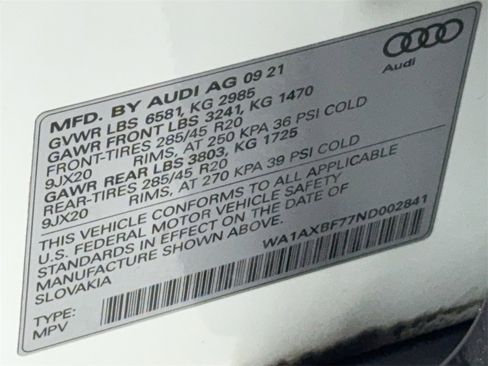 Audi
MFD. BY AUDI AG 09 21
GVWR LBS 6581, KG 2985
GAWR FRONT LBS 3241, KG 1470
FRONT-TIRES 285/45 R20
9JX20 RIMS, AT 250 KPA 36 PSI COLD
GAWR REAR LBS 3803, KG 1725
REAR-TIRES 285/45 R20
9JX20 RIMS, AT 270 KPA 39 PSI COLD
THIS VEHICLE CONFORMS TO ALL APPLICABLE
U.S. FEDERAL MOTOR VEHICLE SAFETY
STANDARDS IN EFFECT ON THE DATE OF
MANUFACTURE SHOWN ABOVE.
SLOVAKIA WA1AXBF77ND002841
TYPE:
MPV